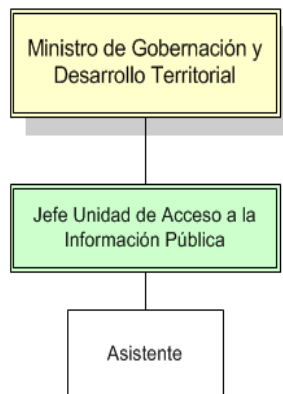 Ministro de Gobernación y
Desarrollo Territorial
Jefe Unidad de Acceso a la
Información Pública
Asistente